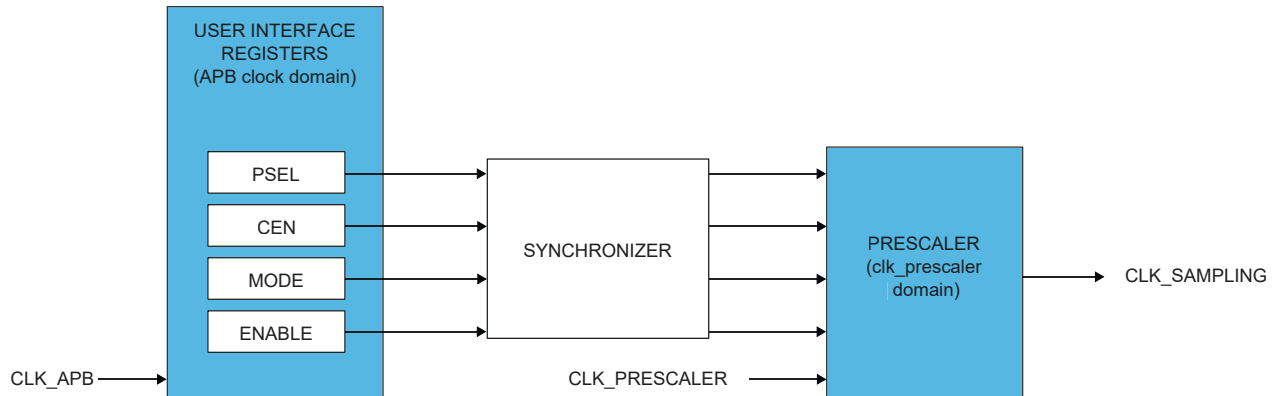 USER INTERFACE
REGISTERS
(APB clock domain)
PSEL
CEN
MODE
ENABLE
CLK_APB
SYNCHRONIZER
CLK_PRESCALER
PRESCALER
(clk_prescaler
domain)
CLK_SAMPLING